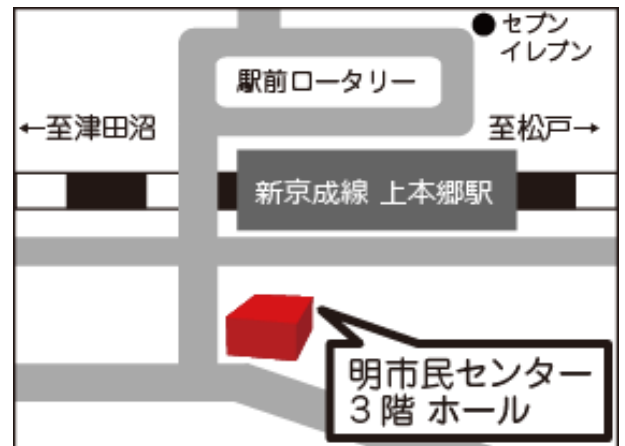 セブン
イレブン
駅前ロータリー
←至津田沼
至松戸→
新京成線 上本郷駅
明市民センター
3階 ホール